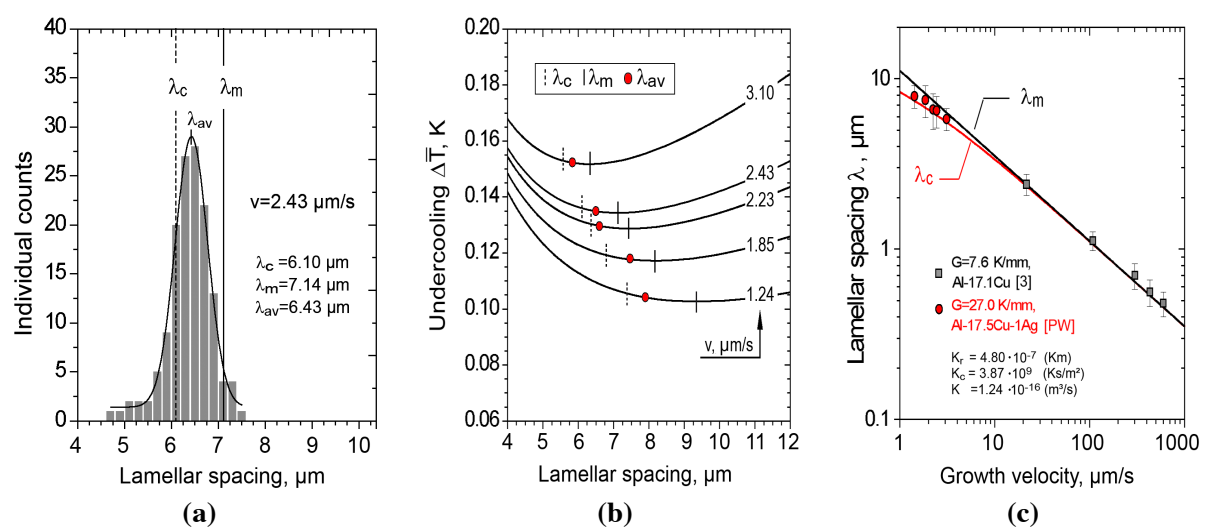 40
35
30
25
20
15
10
5
0
Individual counts
λc
λm
λav
v=2.43 µm/s
λc =6.10 µm
λm=7.14 µm
λav=6.43 µm
4 5 6 7 8 9 10
Lamellar spacing, µm
(a)
0.20
0.18
0.16
0.14
0.12
0.10
0.08
0.06
Undercooling ΔT̅, K
λc λm λav
3.10
2.43
2.23
1.85
1.24
v, µm/s
4 5 6 7 8 9 10 11 12
Lamellar spacing, µm
(b)
10
1
0.1
Lamellar spacing λ, µm
λm
λc
G=7.6 K/mm,
Al-17.1Cu [3]
G=27.0 K/mm,
Al-17.5Cu-1Ag [PW]
Kr = 4.80·10⁻⁷ (Km)
Kc = 3.87·10⁹ (Ks/m²)
K =1.24·10⁻¹⁶ (m³/s)
1 10 100 1000
Growth velocity, µm/s
(c)